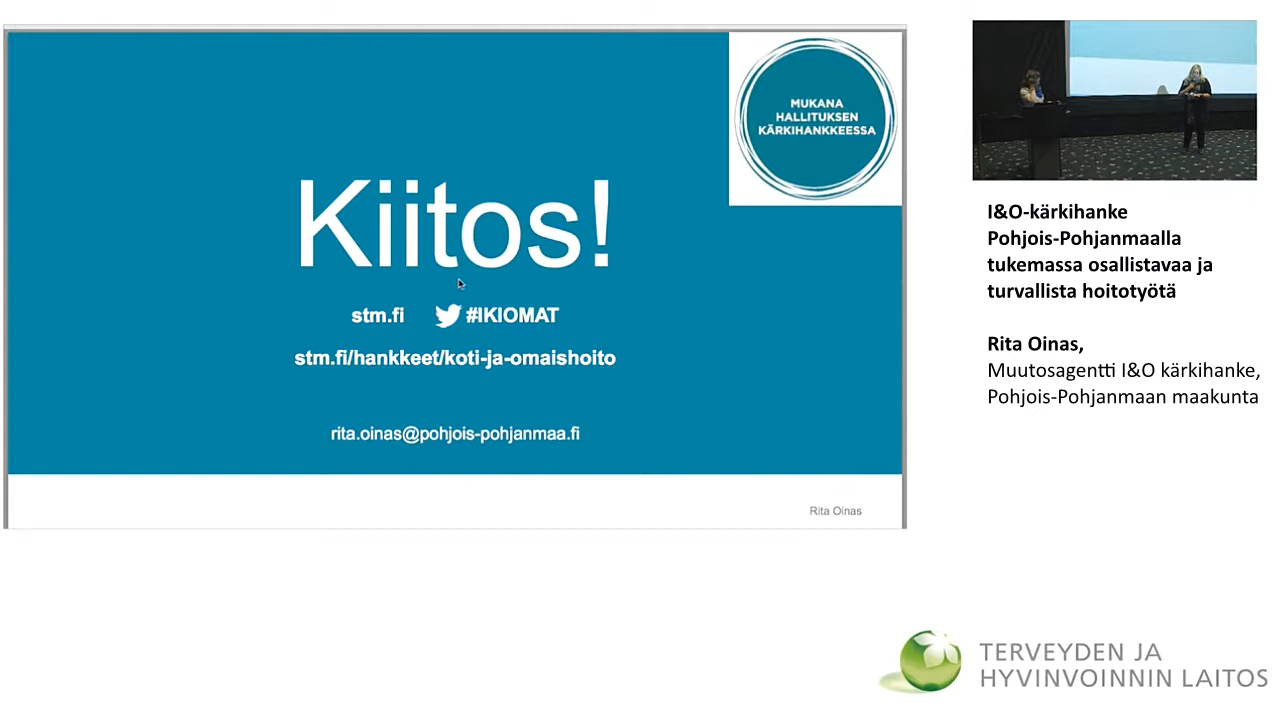 MUKANA
HALLITUKSEN
KÄRKIHANKKEESSA
Kiitos!
stm.fi #IKIOMAT
stm.fi/hankkeet/koti-ja-omaishoito
rita.oinas@pohjois-pohjanmaa.fi
Rita Oinas
I&O-kärkihanke
Pohjois-Pohjanmaalla
tukemassa osallistavaa ja
turvallista hoitotyötä
Rita Oinas,
Muutosagentti I&O kärkihanke,
Pohjois-Pohjanmaan maakunta
TERVEYDEN JA
HYVINVOINNIN LAITOS